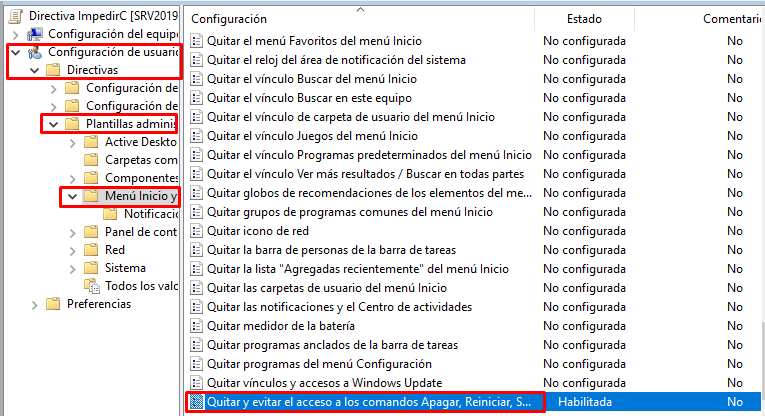 Directiva ImpedirC [SRV2019
Configuración del equipo
Configuración de usuario
Directivas
Configuración de
Configuración de
Plantillas adminis
Active Deskto
Carpetas com
Componentes
Menú Inicio y
Notificacio
Panel de cont
Red
Sistema
Todos los valo
Preferencias
Configuración Estado Comentario
Quitar el menú Favoritos del menú Inicio No configurada No
Quitar el reloj del área de notificación del sistema No configurada No
Quitar el vínculo Buscar del menú Inicio No configurada No
Quitar el vínculo Buscar en este equipo No configurada No
Quitar el vínculo de carpeta de usuario del menú Inicio No configurada No
Quitar el vínculo Juegos del menú Inicio No configurada No
Quitar el vínculo Programas predeterminados del menú Inicio No configurada No
Quitar el vínculo Ver más resultados / Buscar en todas partes No configurada No
Quitar globos de recomendaciones de los elementos del me... No configurada No
Quitar grupos de programas comunes del menú Inicio No configurada No
Quitar icono de red No configurada No
Quitar la barra de personas de la barra de tareas No configurada No
Quitar la lista "Agregadas recientemente" del menú Inicio No configurada No
Quitar las carpetas de usuario del menú Inicio No configurada No
Quitar las notificaciones y el Centro de actividades No configurada No
Quitar medidor de la batería No configurada No
Quitar programas anclados de la barra de tareas No configurada No
Quitar programas del menú Configuración No configurada No
Quitar vínculos y accesos a Windows Update No configurada No
Quitar y evitar el acceso a los comandos Apagar, Reiniciar, S... Habilitada No